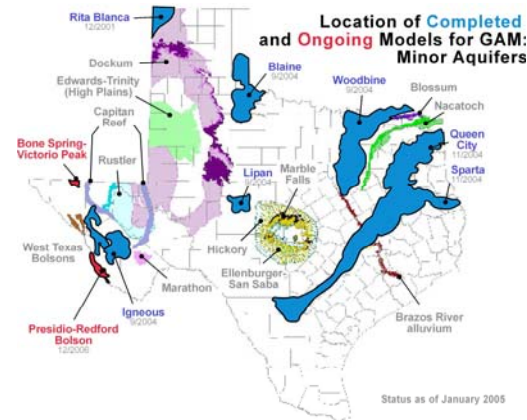 Location of Completed
and Ongoing Models for GAM:
Minor Aquifers
Rita Blanca
12/2001
Dockum
Edwards-Trinity
(High Plains)
Capitan
Reef
Bone Spring-
Victorio Peak
Rustler
Blaine
9/2004
Woodbine
9/2004
Blossum
Nacatoch
Queen
City
11/2004
Sparta
11/2004
Lipan
Marble
Falls
Hickory
Ellenburger-
San Saba
West Texas
Bolsons
Igneous
9/2004
Marathon
Presidio-Redford
Bolson
12/2006
Brazos River
alluvium
Status as of January 2005